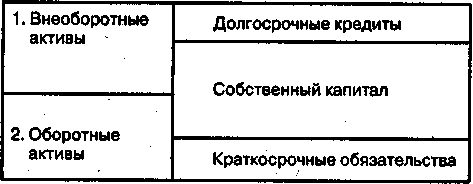 1. Внеоборотные
активы
2. Оборотные
активы
Долгосрочные кредиты
Собственный капитал
Краткосрочные обязательства